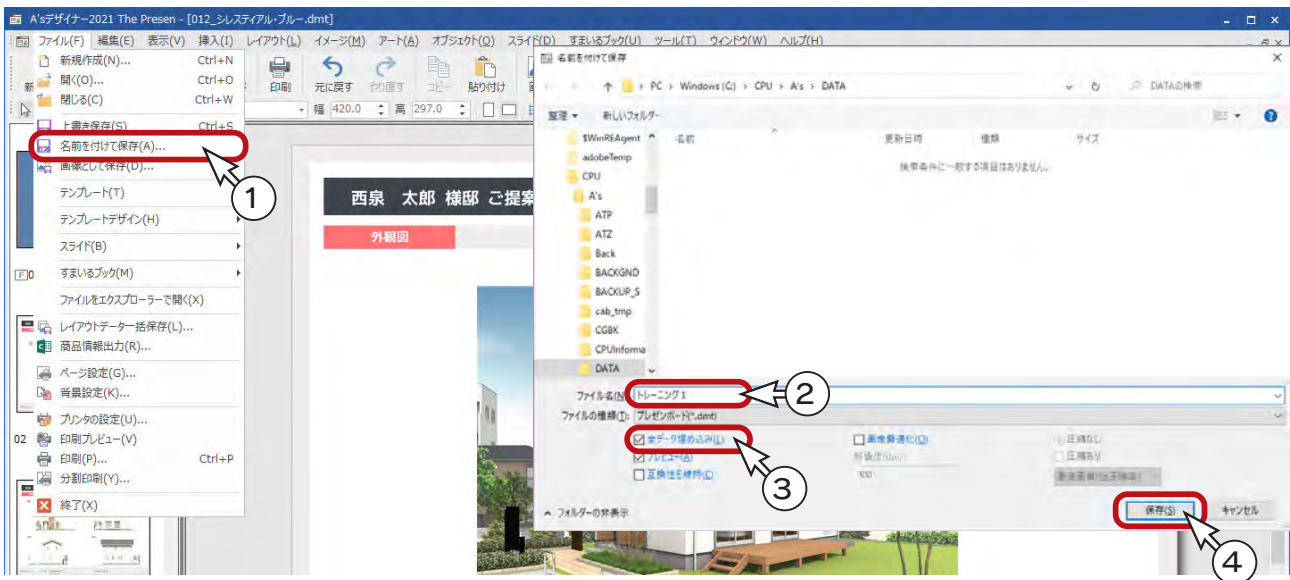 A'sデザイナー2021 The Presen - [012_シレスティアル・ブルー.dmt]
ファイル(F) 編集(E) 表示(V) 挿入(I) レイアウト(L) イメージ(M) アート(A) オブジェクト(O) スライド(D) すまいるブック(U) ツール(T) ウィンドウ(W) ヘルプ(H)
新規作成(N)... Ctrl+N
開く(O)... Ctrl+O
閉じる(C) Ctrl+W
上書き保存(S) Ctrl+S
名前を付けて保存(A)...
画像として保存(D)...
テンプレート(T)
テンプレートデザイン(H)
スライド(B)
すまいるブック(M)
ファイルをエクスプローラーで開く(X)
レイアウトデータ一括保存(L)...
商品情報出力(R)...
ページ設定(G)...
背景設定(K)...
プリンタの設定(U)...
印刷プレビュー(V)
印刷(P)... Ctrl+P
分割印刷(Y)...
終了(X)
1
新
02
印刷 元に戻す やり直す コピー 貼り付け
幅 420.0 高 297.0
西泉 太郎 様邸 ご提案
外観図
名前を付けて保存
PC › Windows (C:) › CPU › A's › DATA
DATAの検索
整理 新しいフォルダー
名前 更新日時 種類 サイズ
検索条件に一致する項目はありません。
$WinREAgent
adobeTemp
CPU
A's
ATP
ATZ
Back
BACKGND
BACKUP_S
cab_tmp
CGBK
CPUInforma
DATA
ファイル名(N): トレーニング1
2
ファイルの種類(T): プレゼンボード(*.dmt)
全データ埋め込み(L)
プレビュー(A)
互換性を維持(C)
3
画像最適化(O)
解像度(dpi)
300
圧縮なし
圧縮あり
フォルダーの非表示
保存(S) キャンセル
4